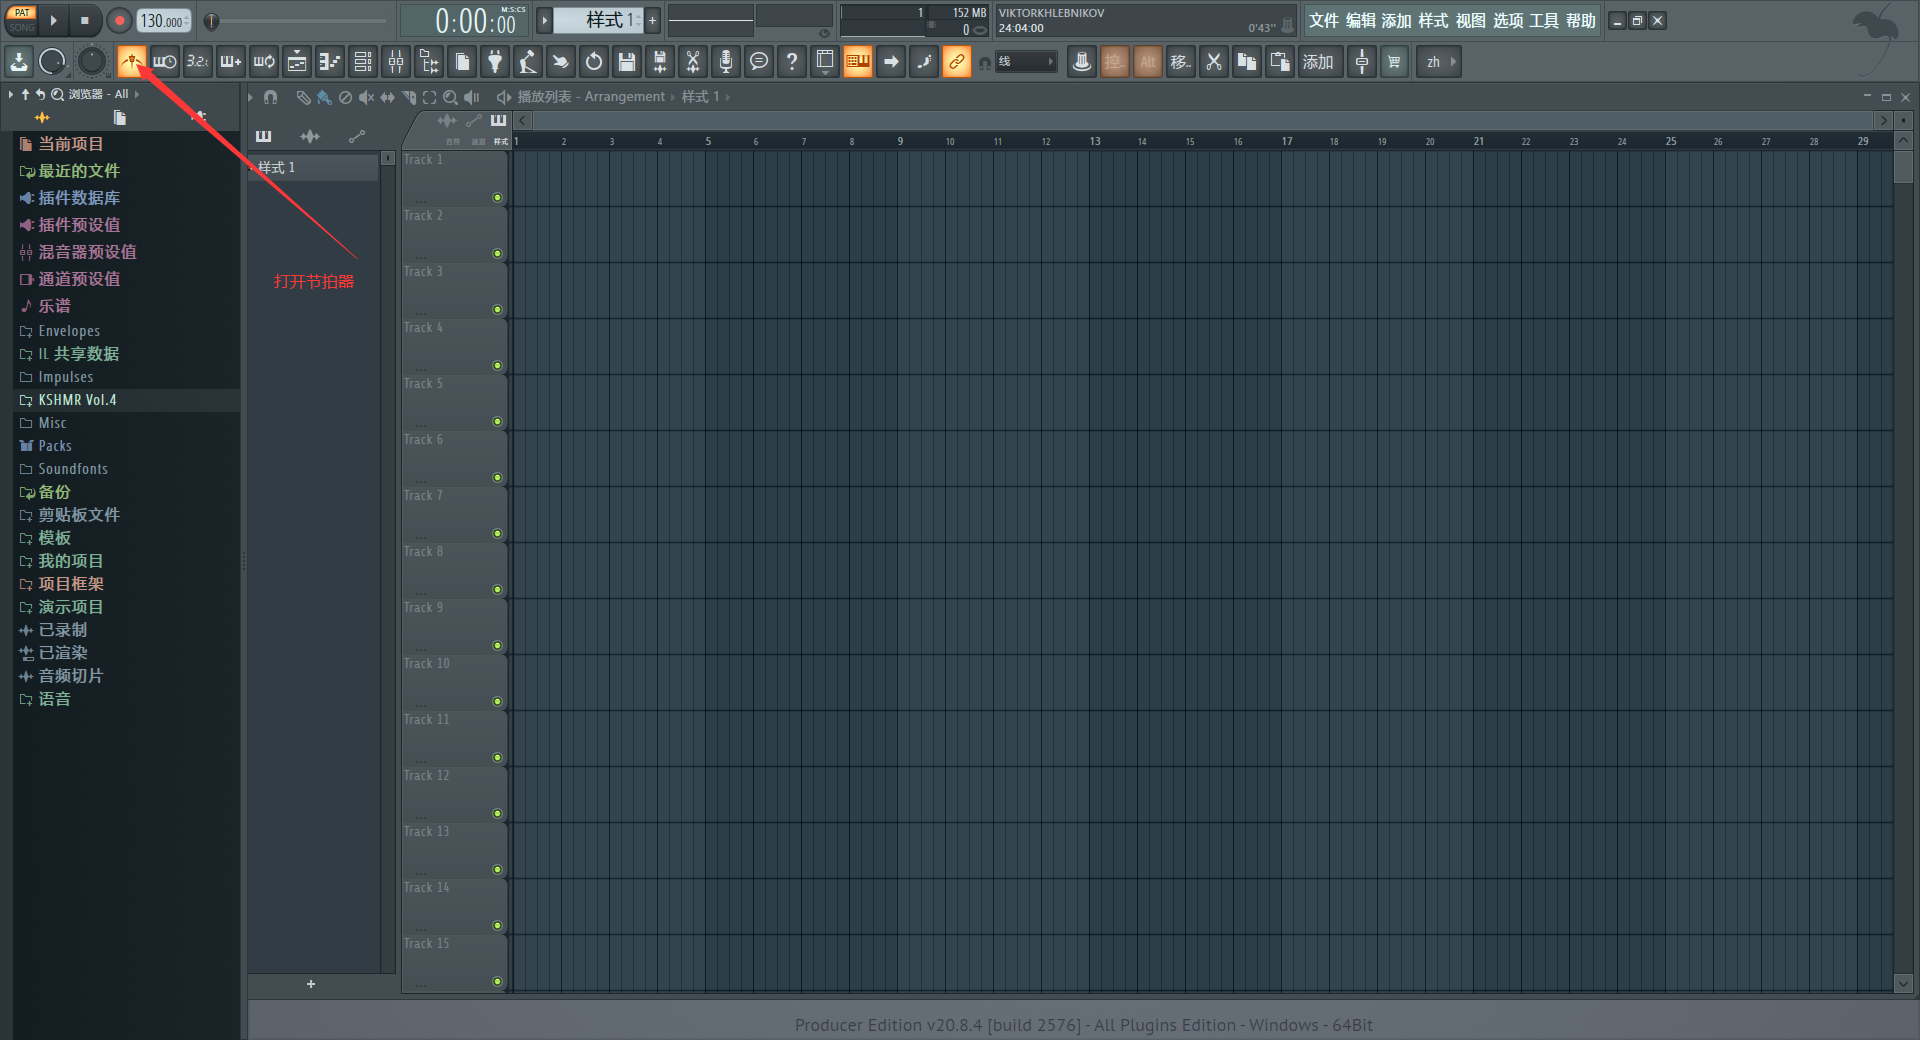 PAT
SONG
130.000
0:00:00
M:S:CS
样式 1
+
1
152 MB
0
VIKTORKHLEBNIKOV
24:04:00
0'43"
文件 编辑 添加 样式 视图 选项 工具 帮助
3.2:
?
线
控..
Alt
移..
添加
zh
浏览器 - All
播放列表 - Arrangement
样式 1
音符
通道
样式
1 2 3 4 5 6 7 8 9 10 11 12 13 14 15 16 17 18 19 20 21 22 23 24 25 26 27 28 29
当前项目
最近的文件
插件数据库
插件预设值
混音器预设值
通道预设值
乐谱
Envelopes
IL 共享数据
Impulses
KSHMR Vol.4
Misc
Packs
Soundfonts
备份
剪贴板文件
模板
我的项目
项目框架
演示项目
已录制
已渲染
音频切片
语音
样式 1
打开节拍器
+
Track 1
...
Track 2
...
Track 3
...
Track 4
...
Track 5
...
Track 6
...
Track 7
...
Track 8
...
Track 9
...
Track 10
...
Track 11
...
Track 12
...
Track 13
...
Track 14
...
Track 15
...
Producer Edition v20.8.4 [build 2576] - All Plugins Edition - Windows - 64Bit